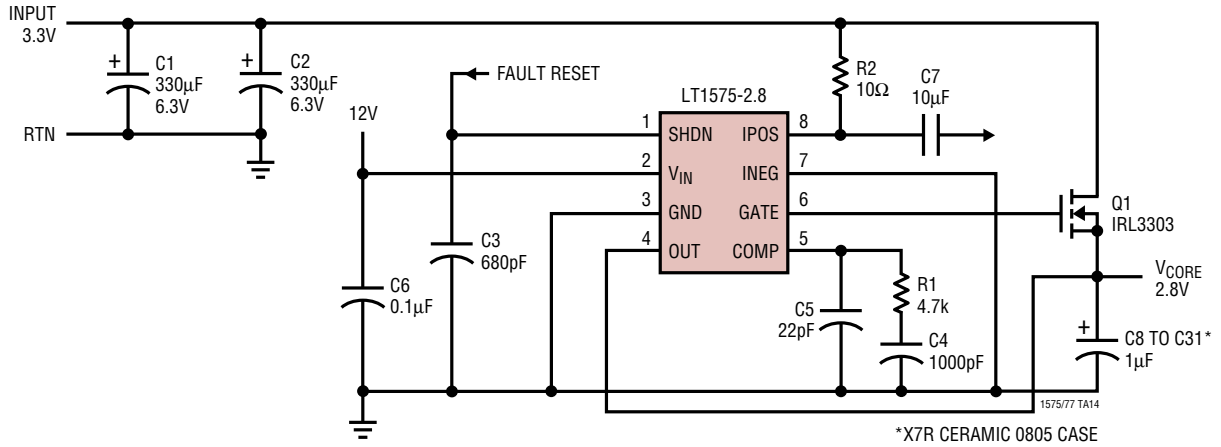 INPUT
3.3V
+
C1
330µF
6.3V
+
C2
330µF
6.3V
RTN
12V
FAULT RESET
LT1575-2.8
R2
10Ω
C7
10µF
1
SHDN
IPOS
8
2
VIN
INEG
7
3
GND
GATE
6
4
OUT
COMP
5
Q1
IRL3303
C3
680pF
C6
0.1µF
C5
22pF
R1
4.7k
C4
1000pF
VCORE
2.8V
+
C8 TO C31*
1µF
1575/77 TA14
*X7R CERAMIC 0805 CASE